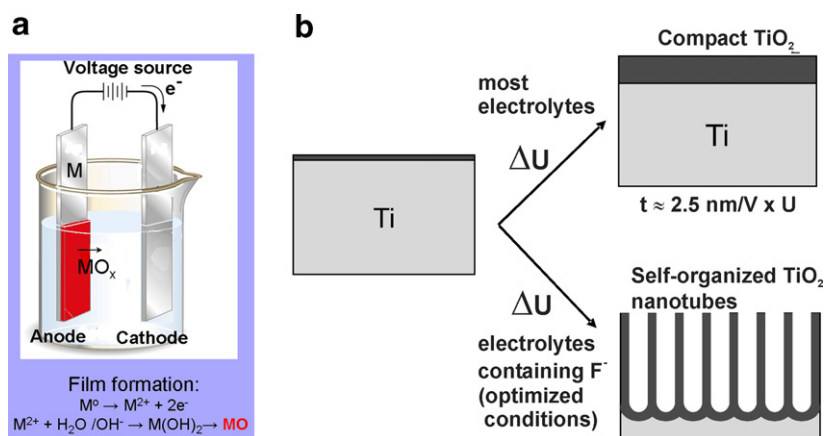 a
Voltage source
e⁻
M
MOₓ
Anode Cathode
Film formation:
M⁰ → M²⁺ + 2e⁻
M²⁺ + H₂O /OH⁻ → M(OH)₂ → MO
b
Ti
most
electrolytes
ΔU
Compact TiO₂
Ti
t ≈ 2.5 nm/V x U
ΔU
electrolytes
containing F⁻
(optimized
conditions)
Self-organized TiO₂
nanotubes